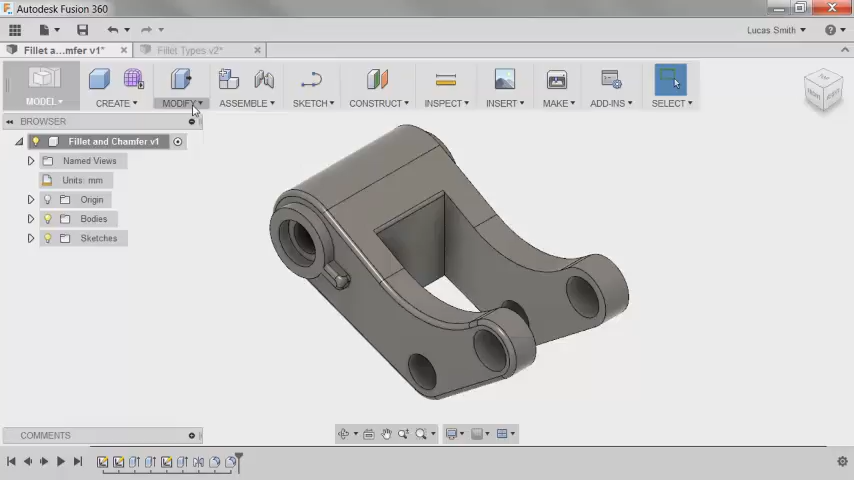 Autodesk Fusion 360
Lucas Smith
Fillet a...mfer v1*
Fillet Types v2*
MODEL
CREATE
MODIFY
ASSEMBLE
SKETCH
CONSTRUCT
INSPECT
INSERT
MAKE
ADD-INS
SELECT
BROWSER
Fillet and Chamfer v1
Named Views
Units: mm
Origin
Bodies
Sketches
COMMENTS